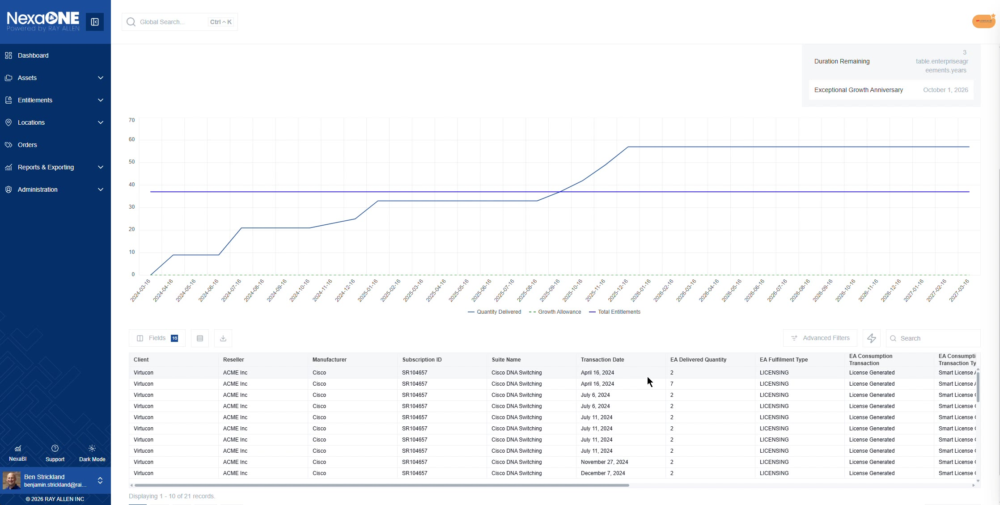 NexaONE
Powered by RAY ALLEN
Global Search...
Ctrl ^ K
Dashboard
Assets
Entitlements
Locations
Orders
Reports & Exporting
Administration
NexaBI
Support
Dark Mode
Ben Strickland
benjamin.strickland@rai...
© 2026 RAY ALLEN INC
Duration Remaining
3
table.enterpriseagr
eements.years
Exceptional Growth Anniversary
October 1, 2026
70
60
50
40
30
20
10
0
2024-03-16
2024-04-16
2024-05-16
2024-06-16
2024-07-16
2024-08-16
2024-09-16
2024-10-16
2024-11-16
2024-12-16
2025-01-16
2025-02-16
2025-03-16
2025-04-16
2025-05-16
2025-06-16
2025-07-16
2025-08-16
2025-09-16
2025-10-16
2025-11-16
2025-12-16
2026-01-16
2026-02-16
2026-03-16
2026-04-16
2026-05-16
2026-06-16
2026-07-16
2026-08-16
2026-09-16
2026-10-16
2026-11-16
2026-12-16
2027-01-16
2027-02-16
2027-03-16
Quantity Delivered Growth Allowance Total Entitlements
Fields 16
Advanced Filters
Search
Client Reseller Manufacturer Subscription ID Suite Name Transaction Date EA Delivered Quantity EA Fulfilment Type EA Consumption Transaction EA Consumpti Transaction Ty
Virtucon ACME Inc Cisco SR104657 Cisco DNA Switching April 16, 2024 2 LICENSING License Generated Smart License A
Virtucon ACME Inc Cisco SR104657 Cisco DNA Switching April 16, 2024 7 LICENSING License Generated Smart License A
Virtucon ACME Inc Cisco SR104657 Cisco DNA Switching July 6, 2024 2 LICENSING License Generated Smart License
Virtucon ACME Inc Cisco SR104657 Cisco DNA Switching July 6, 2024 2 LICENSING License Generated Smart License
Virtucon ACME Inc Cisco SR104657 Cisco DNA Switching July 11, 2024 2 LICENSING License Generated Smart License
Virtucon ACME Inc Cisco SR104657 Cisco DNA Switching July 11, 2024 2 LICENSING License Generated Smart License
Virtucon ACME Inc Cisco SR104657 Cisco DNA Switching July 11, 2024 2 LICENSING License Generated Smart License
Virtucon ACME Inc Cisco SR104657 Cisco DNA Switching July 11, 2024 2 LICENSING License Generated Smart License
Virtucon ACME Inc Cisco SR104657 Cisco DNA Switching November 27, 2024 2 LICENSING License Generated Smart License
Virtucon ACME Inc Cisco SR104657 Cisco DNA Switching December 7, 2024 2 LICENSING License Generated Smart License
Displaying 1 - 10 of 21 records.